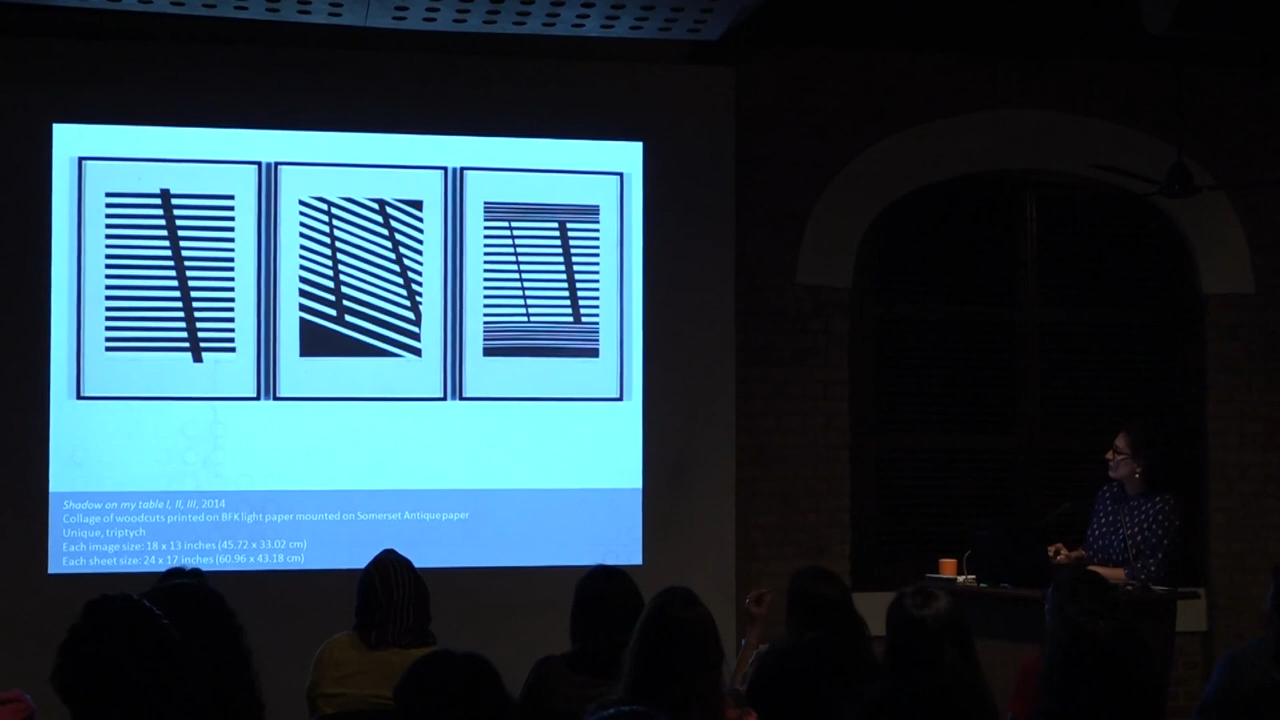 Shadow on my table I, II, III, 2014
Collage of woodcuts printed on BFK light paper mounted on Somerset Antique paper
Unique, triptych
Each image size: 18 x 13 inches (45.72 x 33.02 cm)
Each sheet size: 24 x 17 inches (60.96 x 43.18 cm)